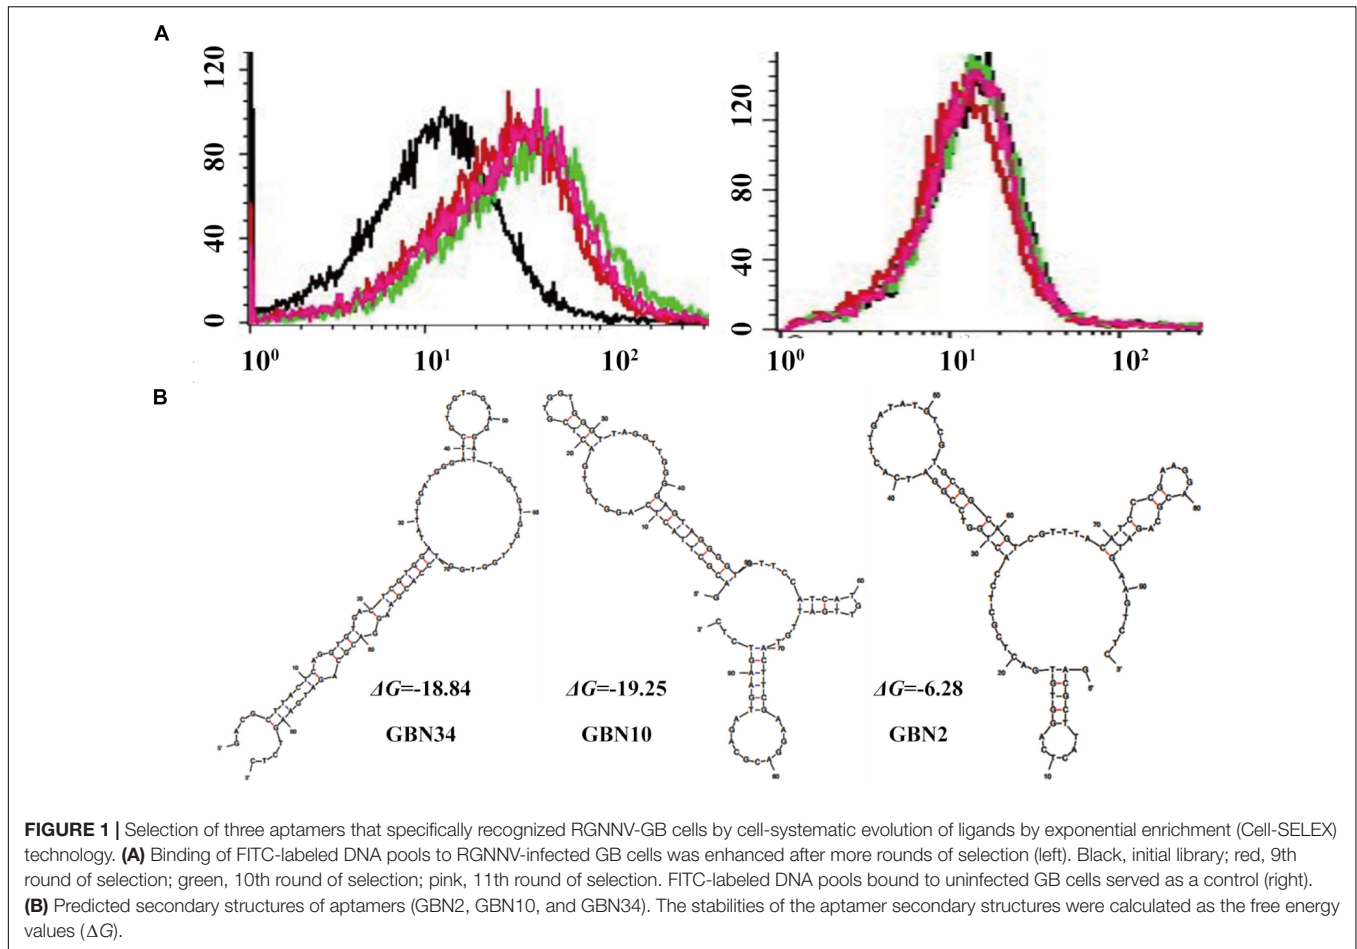 A
120
80
40
0
10⁰
10¹
10²
120
80
40
0
10⁰
10¹
10²
B
ΔG=-18.84
GBN34
ΔG=-19.25
GBN10
ΔG=-6.28
GBN2
FIGURE 1 | Selection of three aptamers that specifically recognized RGNNV-GB cells by cell-systematic evolution of ligands by exponential enrichment (Cell-SELEX)
technology. (A) Binding of FITC-labeled DNA pools to RGNNV-infected GB cells was enhanced after more rounds of selection (left). Black, initial library; red, 9th
round of selection; green, 10th round of selection; pink, 11th round of selection. FITC-labeled DNA pools bound to uninfected GB cells served as a control (right).
(B) Predicted secondary structures of aptamers (GBN2, GBN10, and GBN34). The stabilities of the aptamer secondary structures were calculated as the free energy
values (ΔG).